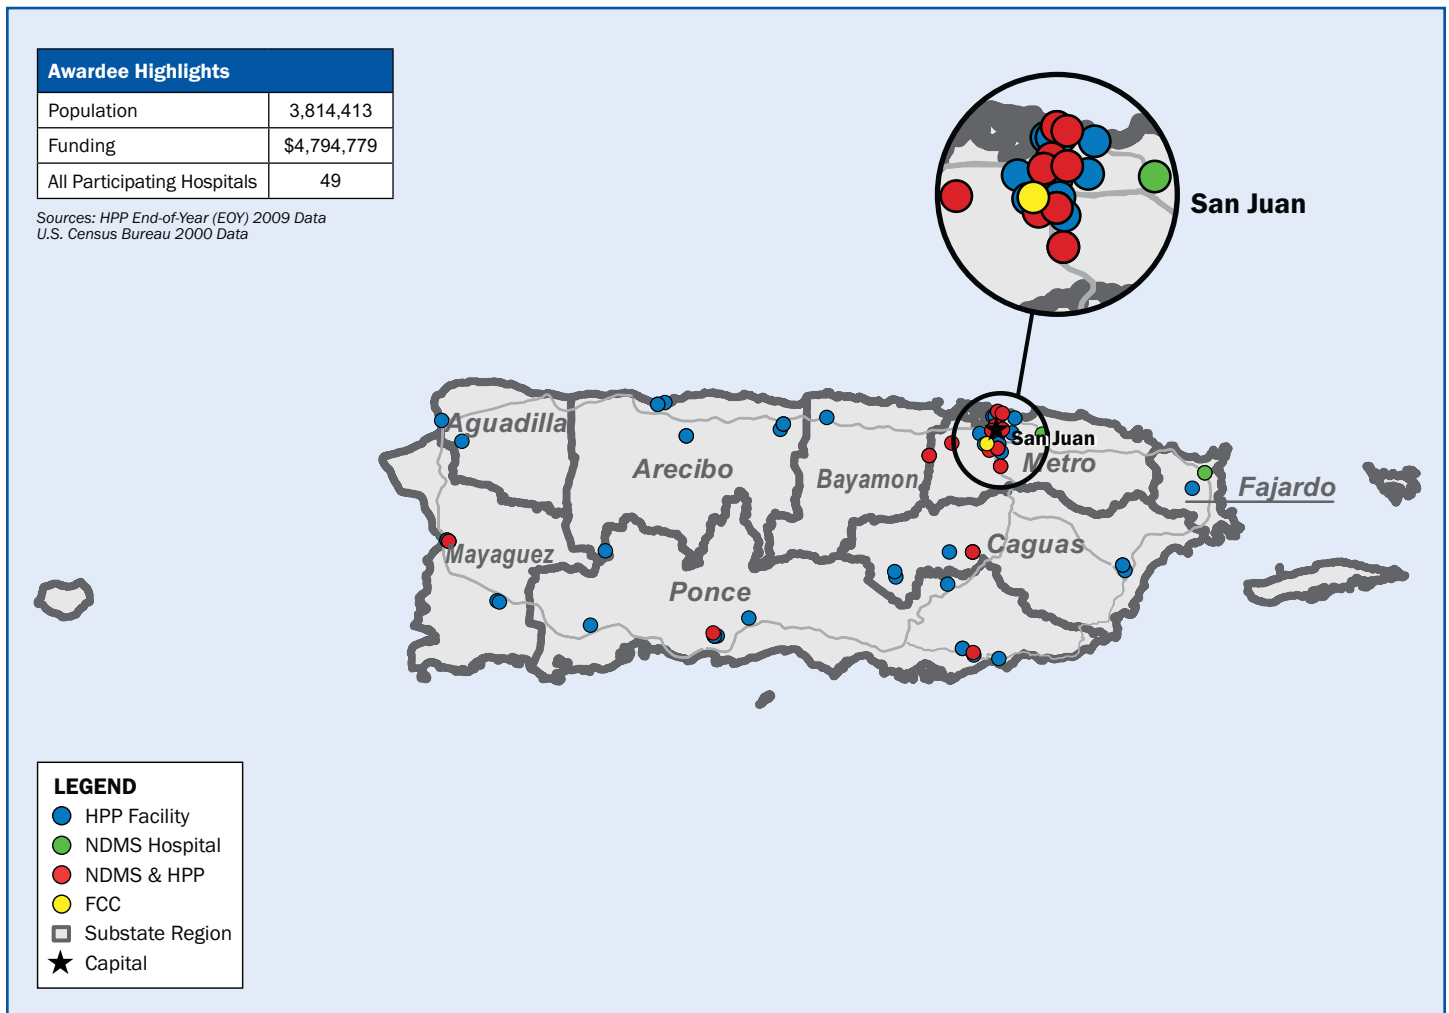 Awardee Highlights
Population 3,814,413
Funding $4,794,779
All Participating Hospitals 49
Sources: HPP End-of-Year (EOY) 2009 Data
U.S. Census Bureau 2000 Data
San Juan
Aguadilla
Arecibo
Bayamon
San Juan
Metro
Fajardo
Mayaguez
Caguas
Ponce
LEGEND
HPP Facility
NDMS Hospital
NDMS & HPP
FCC
Substate Region
Capital